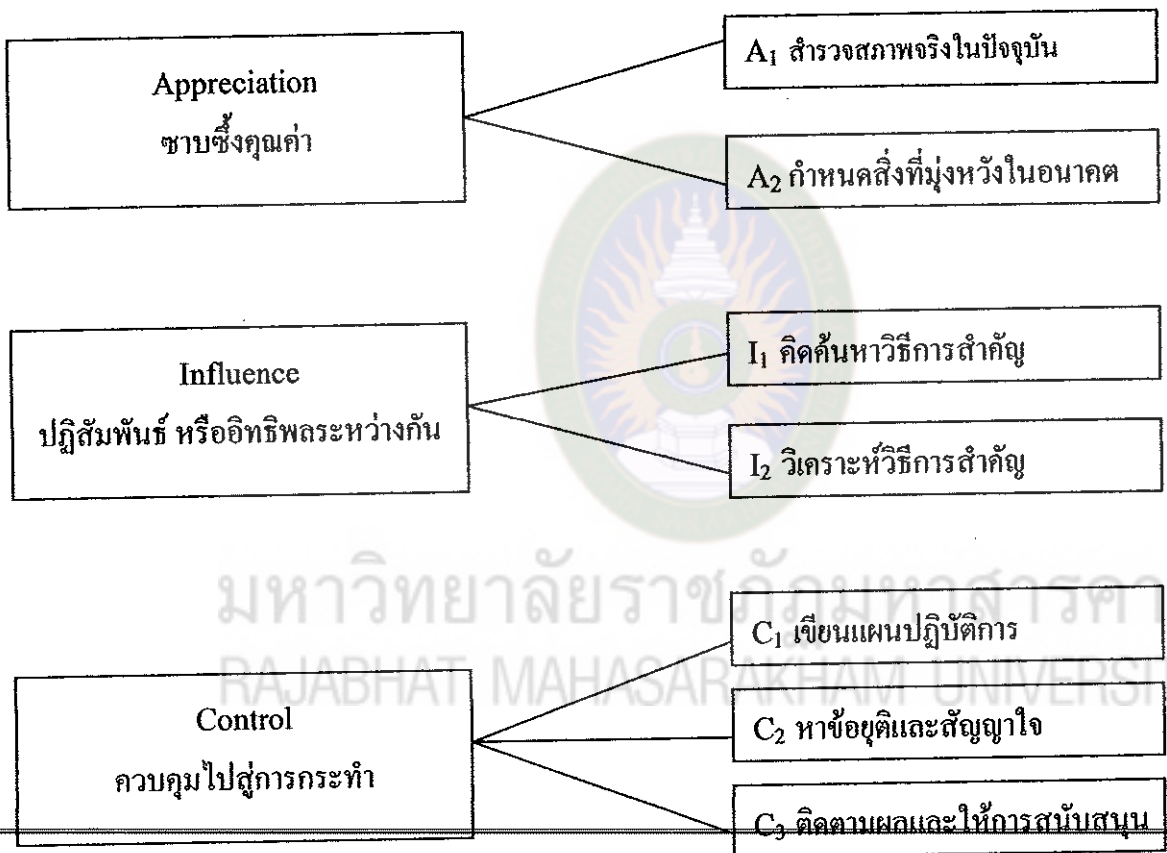 Appreciation
ซาบซึ้งคุณค่า
A₁ สำรวจสภาพจริงในปัจจุบัน
A₂ กำหนดสิ่งที่มุ่งหวังในอนาคต
Influence
ปฏิสัมพันธ์ หรืออิทธิพลระหว่างกัน
I₁ คิดค้นหาวิธีการสำคัญ
I₂ วิเคราะห์วิธีการสำคัญ
มหาวิทยาลัยราชภัฏมหาสารคา
RAJABHAT MAHASARAKHAM UNIVERSI
Control
ควบคุมไปสู่การกระทำ
C₁ เขียนแผนปฏิบัติการ
C₂ หาข้อยุติและสัญญาใจ
C₃ ติดตามผลและให้การสนับสนุน